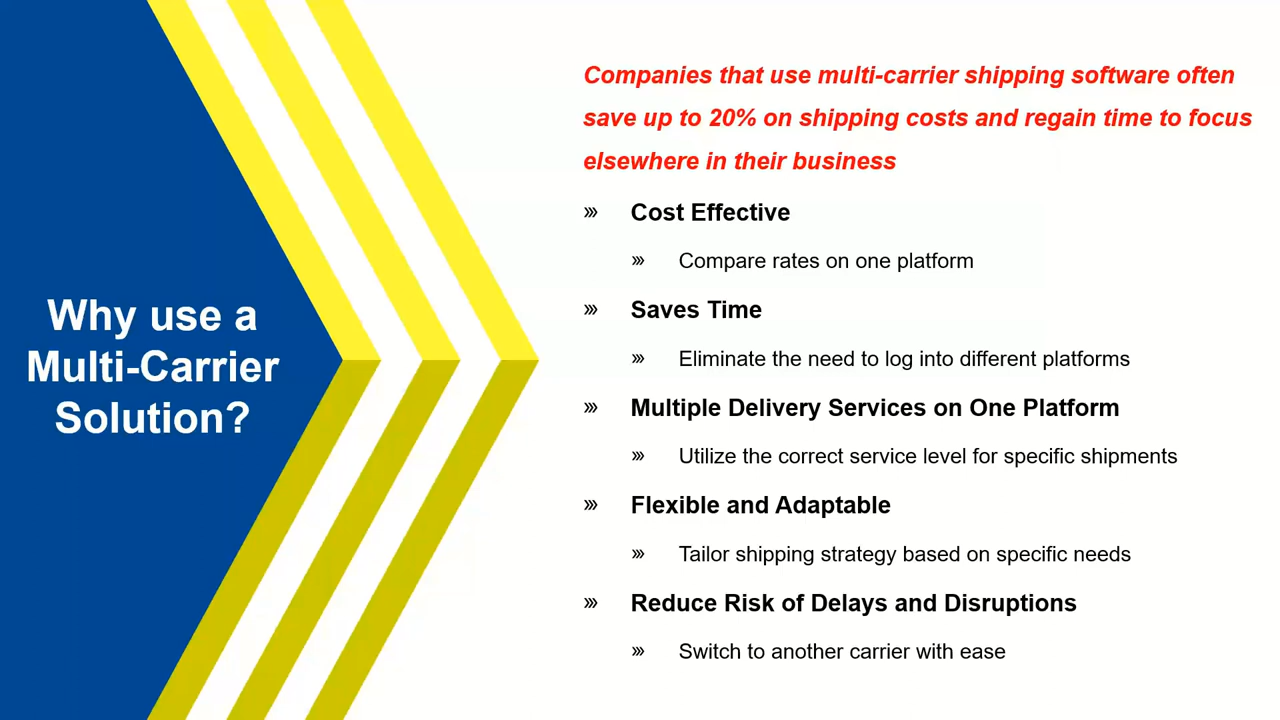 Why use a
Multi-Carrier
Solution?
Companies that use multi-carrier shipping software often
save up to 20% on shipping costs and regain time to focus
elsewhere in their business
Cost Effective
Compare rates on one platform
Saves Time
Eliminate the need to log into different platforms
Multiple Delivery Services on One Platform
Utilize the correct service level for specific shipments
Flexible and Adaptable
Tailor shipping strategy based on specific needs
Reduce Risk of Delays and Disruptions
Switch to another carrier with ease